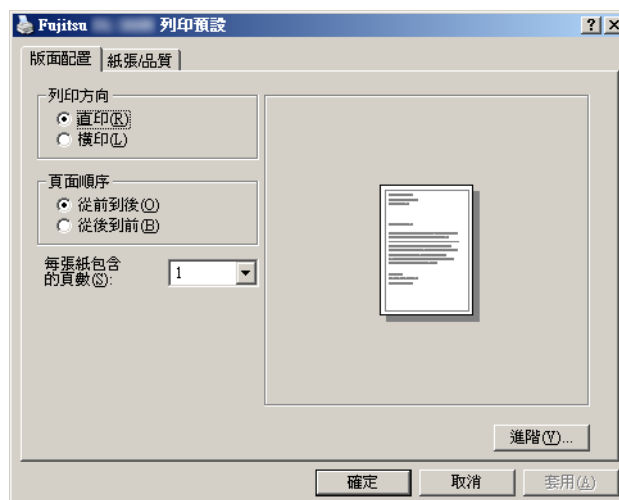 Fujitsu 列印預設
版面配置
紙張/品質
列印方向
直印(R)
橫印(L)
頁面順序
從前到後(O)
從後到前(B)
每張紙包含
的頁數(S):
1
進階(V)...
確定
取消
套用(A)